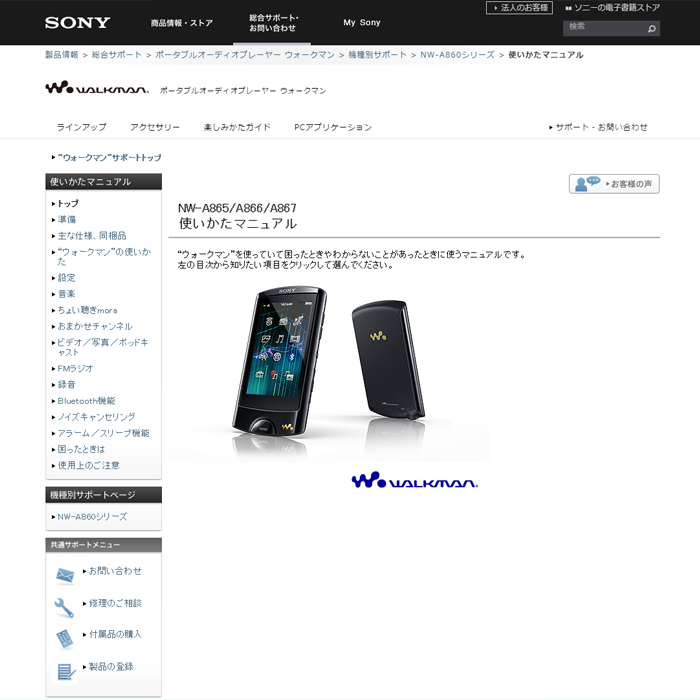 法人のお客様
ソニーの電子書籍ストア
SONY
商品情報・ストア
総合サポート・
お問い合わせ
My Sony
検索
製品情報 > 総合サポート > ポータブルオーディオプレーヤー ウォークマン > 機種別サポート > NW-A860シリーズ > 使いかたマニュアル
WALKMAN. ポータブルオーディオプレーヤー ウォークマン
ラインアップ
アクセサリー
楽しみかたガイド
PCアプリケーション
サポート・お問い合わせ
“ウォークマン”サポートトップ
使いかたマニュアル
トップ
準備
主な仕様、同梱品
“ウォークマン”の使いか
た
設定
音楽
ちょい聴きmora
おまかせチャンネル
ビデオ／写真／ポッドキ
ャスト
FMラジオ
録音
Bluetooth機能
ノイズキャンセリング
アラーム／スリープ機能
困ったときは
使用上のご注意
機種別サポートページ
NW-A860シリーズ
共通サポートメニュー
お問い合わせ
修理のご相談
付属品の購入
製品の登録
お客様の声
NW-A865/A866/A867
使いかたマニュアル
“ウォークマン”を使っていて困ったときやわからないことがあったときに使うマニュアルです。
左の目次から知りたい項目をクリックして選んでください。
SONY
WALKMAN.